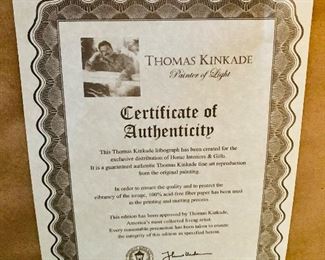 THOMAS KINKADE
Painter of Light
Certificate of
Authenticity
This Thomas Kinkade lithograph has been created for the
exclusive distribution of Home Interiors & Gifts.
It is a guaranteed authentic Thomas Kinkade fine art reproduction
from the original painting.
In order to ensure the quality and to protect the
vibrancy of the image, 100% acid-free fiber paper has been used
in the printing and matting process.
This edition has been approved by Thomas Kinkade,
America's most collected living artist.
Every reasonable precaution has been taken to ensure
the integrity of this edition as specified herein.